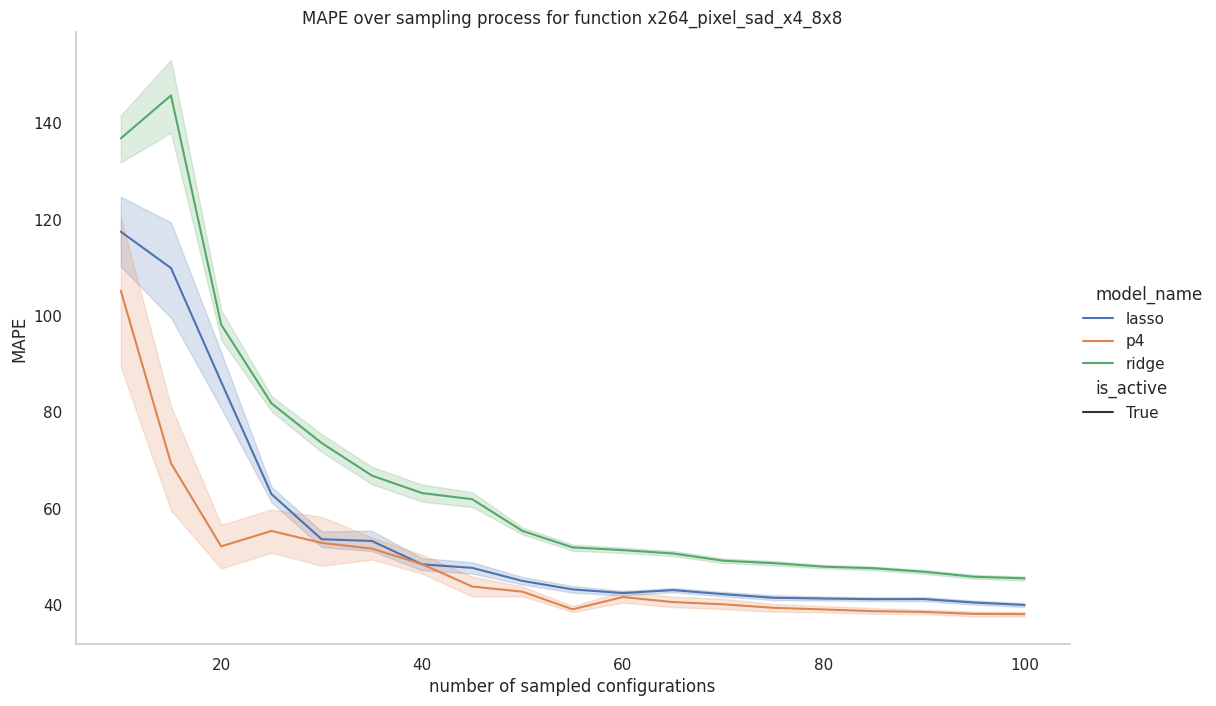 MAPE over sampling process for function x264_pixel_sad_x4_8x8
MAPE
140
120
100
80
60
40
20
40
60
80
100
number of sampled configurations
model_name
lasso
p4
ridge
is_active
True